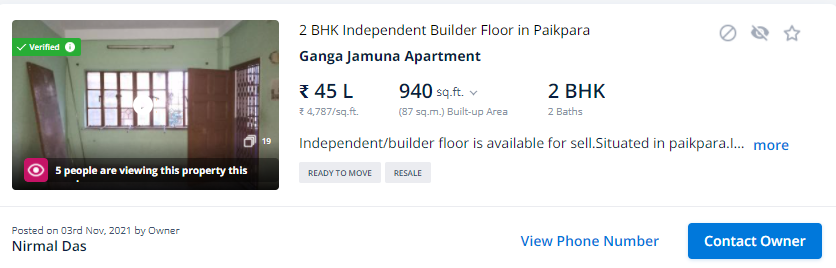 2 BHK Independent Builder Floor in Paikpara
Verified
Ganga Jamuna Apartment
₹ 45 L
940 sq.ft.
2 BHK
₹ 4,787/sq.ft.
(87 sq.m.) Built-up Area
2 Baths
19
Independent/builder floor is available for sell.Situated in paikpara.I... more
5 people are viewing this property this
READY TO MOVE
RESALE
Posted on 03rd Nov, 2021 by Owner
Nirmal Das
View Phone Number
Contact Owner